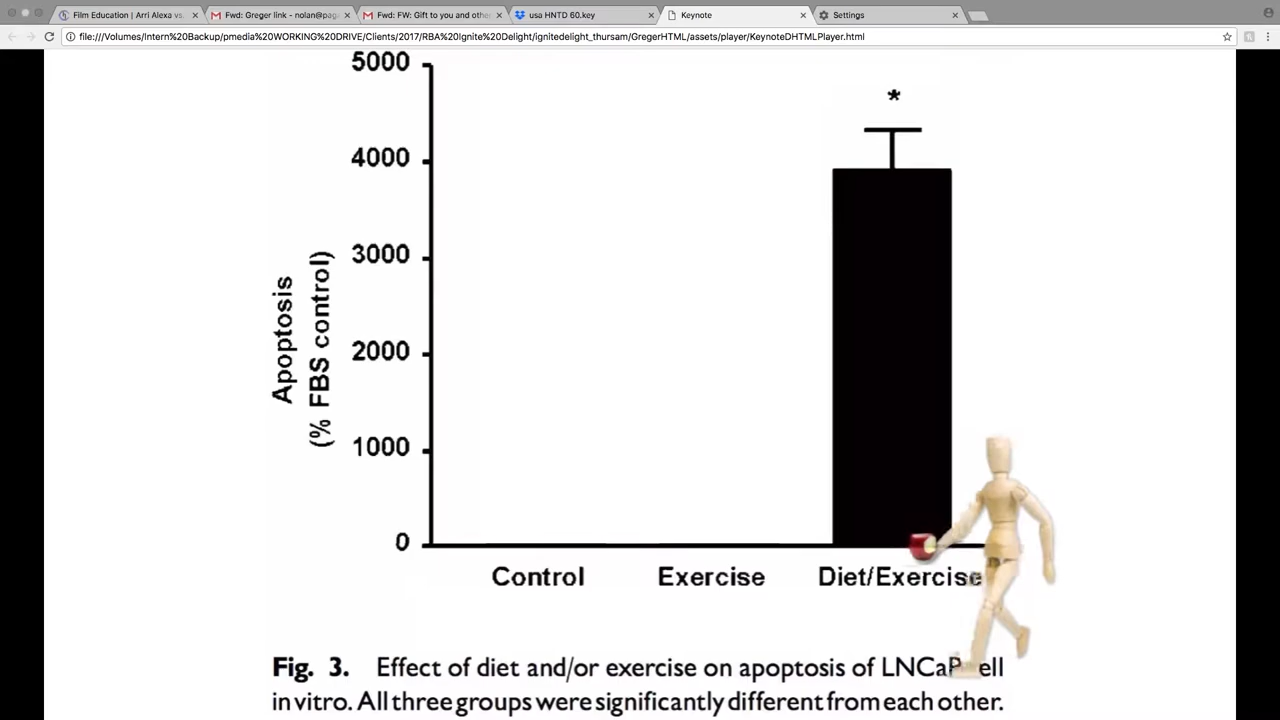 Film Education | Arri Alexa vs.
Fwd: Greger link - nolan@pag
Fwd: FW: Gift to you and othe
usa HNTD 60.key
Keynote
Settings
file:///Volumes/Intern%20Backup/pmedia%20WORKING%20DRIVE/Clients/2017/RBA%20Ignite%20Delight/ignitedelight_thursam/GregerHTML/assets/player/KeynoteDHTMLPlayer.html
5000
*
4000
3000
2000
1000
0
Apoptosis
(% FBS control)
Control Exercise Diet/Exercise
Fig. 3. Effect of diet and/or exercise on apoptosis of LNCaP ell
in vitro. All three groups were significantly different from each other.